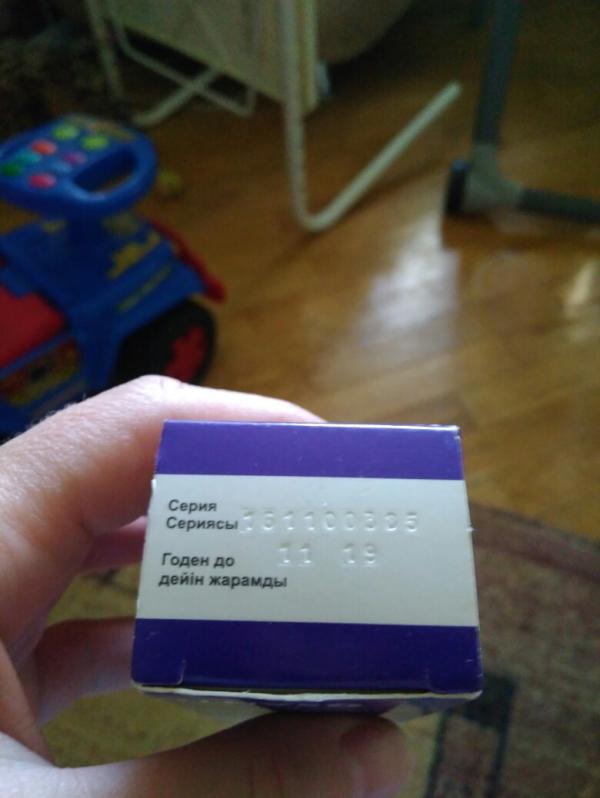 Серия
Сериясы
Годен до 11 19
дейін жарамды